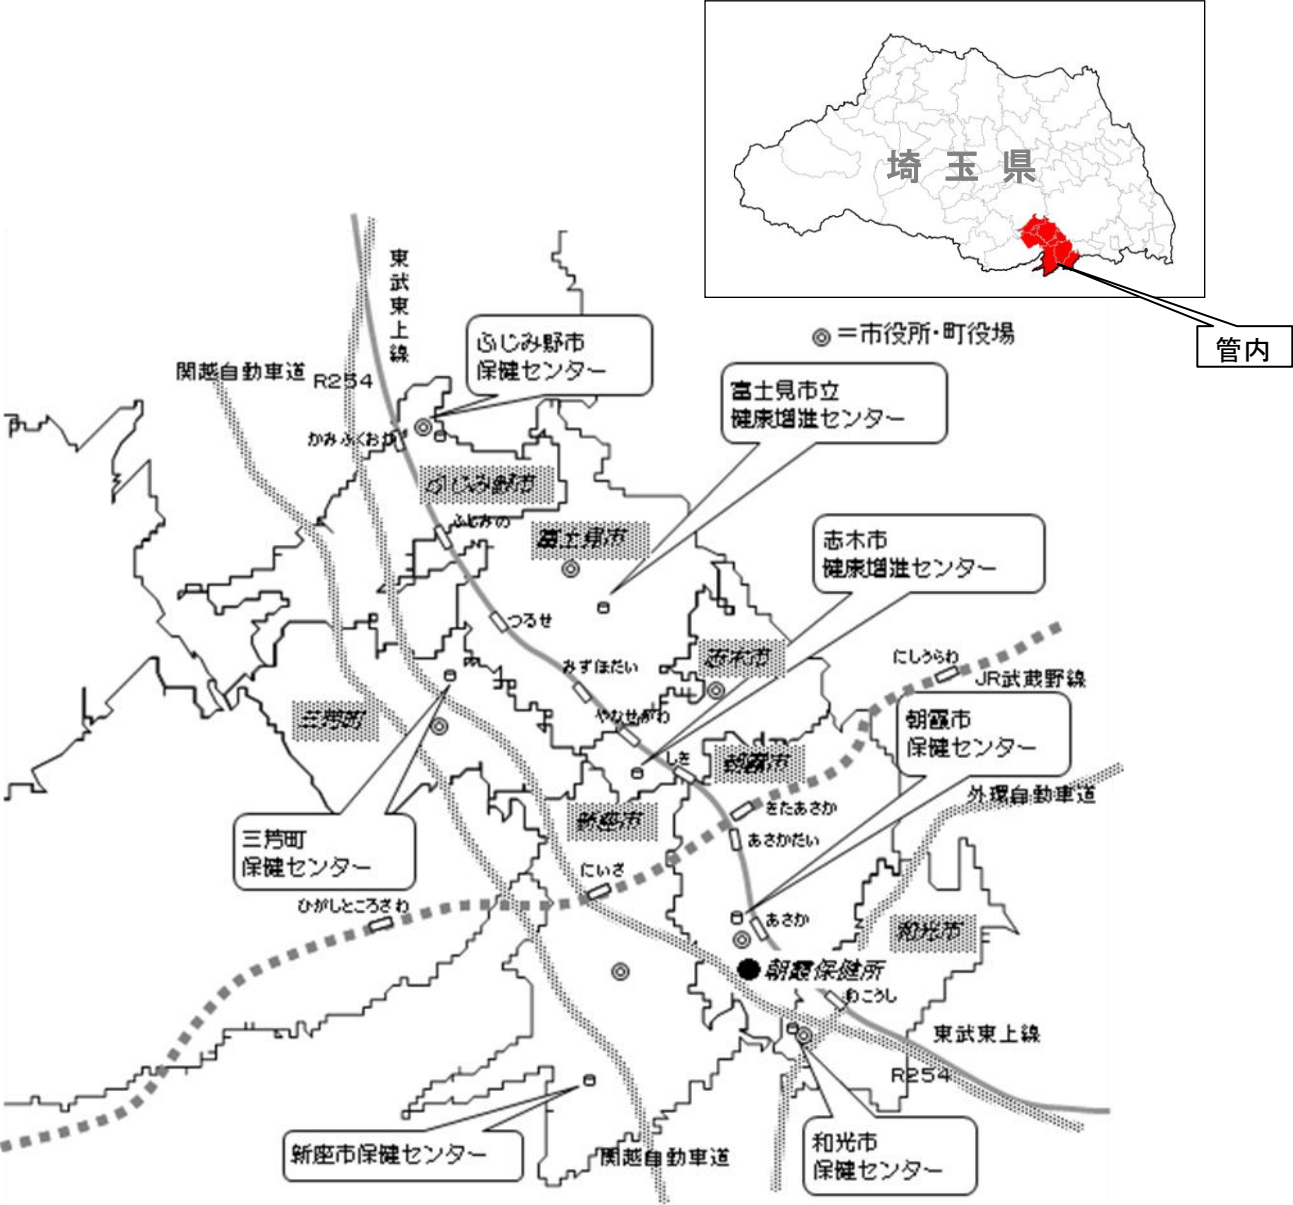 埼玉県
管内
◎＝市役所・町役場
東武東上線
ふじみ野市
保健センター
関越自動車道
R254
富士見市立
健康増進センター
かみふくおか
ふじみ野市
ふじみの
富士見市
志木市
健康増進センター
つるせ
みずほだい
志木市
にしうらわ
JR武蔵野線
三芳町
やなせがわ
朝霞市
保健センター
しき
朝霞市
外環自動車道
きたあさか
新座市
あさかだい
三芳町
保健センター
にいざ
ひがしところざわ
あさか
和光市
朝霞保健所
わこうし
東武東上線
R254
新座市保健センター
関越自動車道
和光市
保健センター